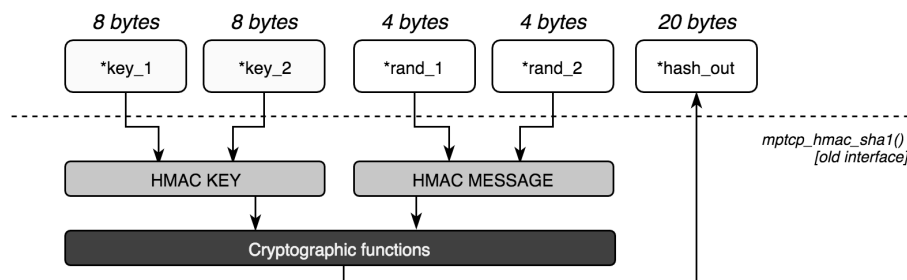 8 bytes 8 bytes 4 bytes 4 bytes 20 bytes
*key_1 *key_2 *rand_1 *rand_2 *hash_out
mptcp_hmac_sha1()
[old interface]
HMAC KEY HMAC MESSAGE
Cryptographic functions